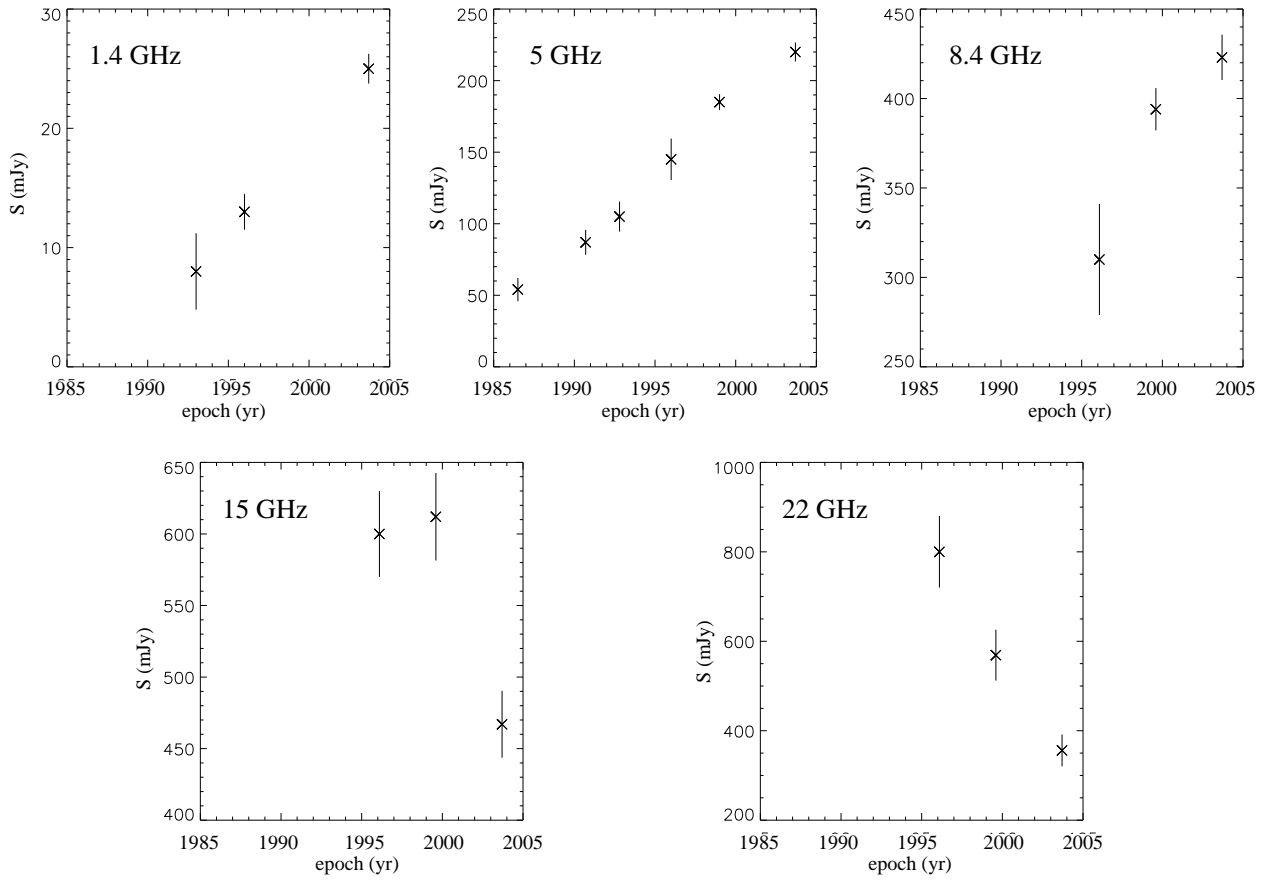 30
20
10
0
S (mJy)
1.4 GHz
1985 1990 1995 2000 2005
epoch (yr)
250
200
150
100
50
0
S (mJy)
5 GHz
1985 1990 1995 2000 2005
epoch (yr)
450
400
350
300
250
S (mJy)
8.4 GHz
1985 1990 1995 2000 2005
epoch (yr)
650
600
550
500
450
400
S (mJy)
15 GHz
1985 1990 1995 2000 2005
epoch (yr)
1000
800
600
400
200
S (mJy)
22 GHz
1985 1990 1995 2000 2005
epoch (yr)